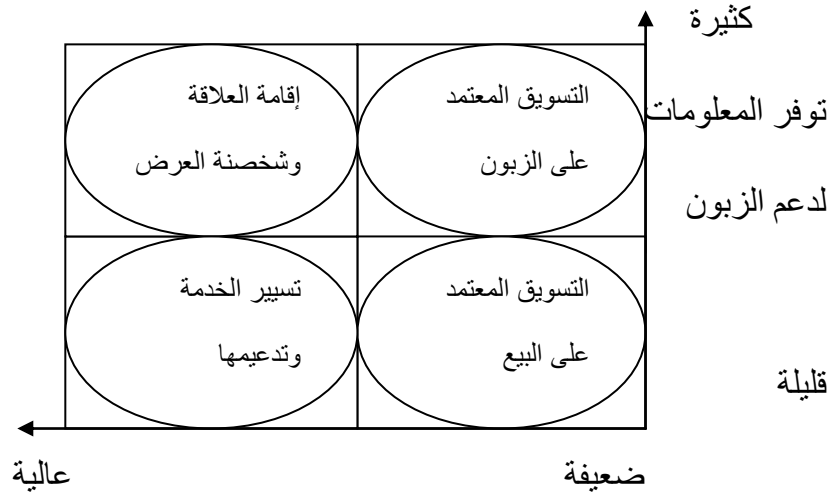 كثيرة
توفر المعلومات
لدعم الزبون
قليلة
التسويق المعتمد
على الزبون
إقامة العلاقة
وشخصنة العرض
التسويق المعتمد
على البيع
تسيير الخدمة
وتدعيمها
ضعيفة
عالية